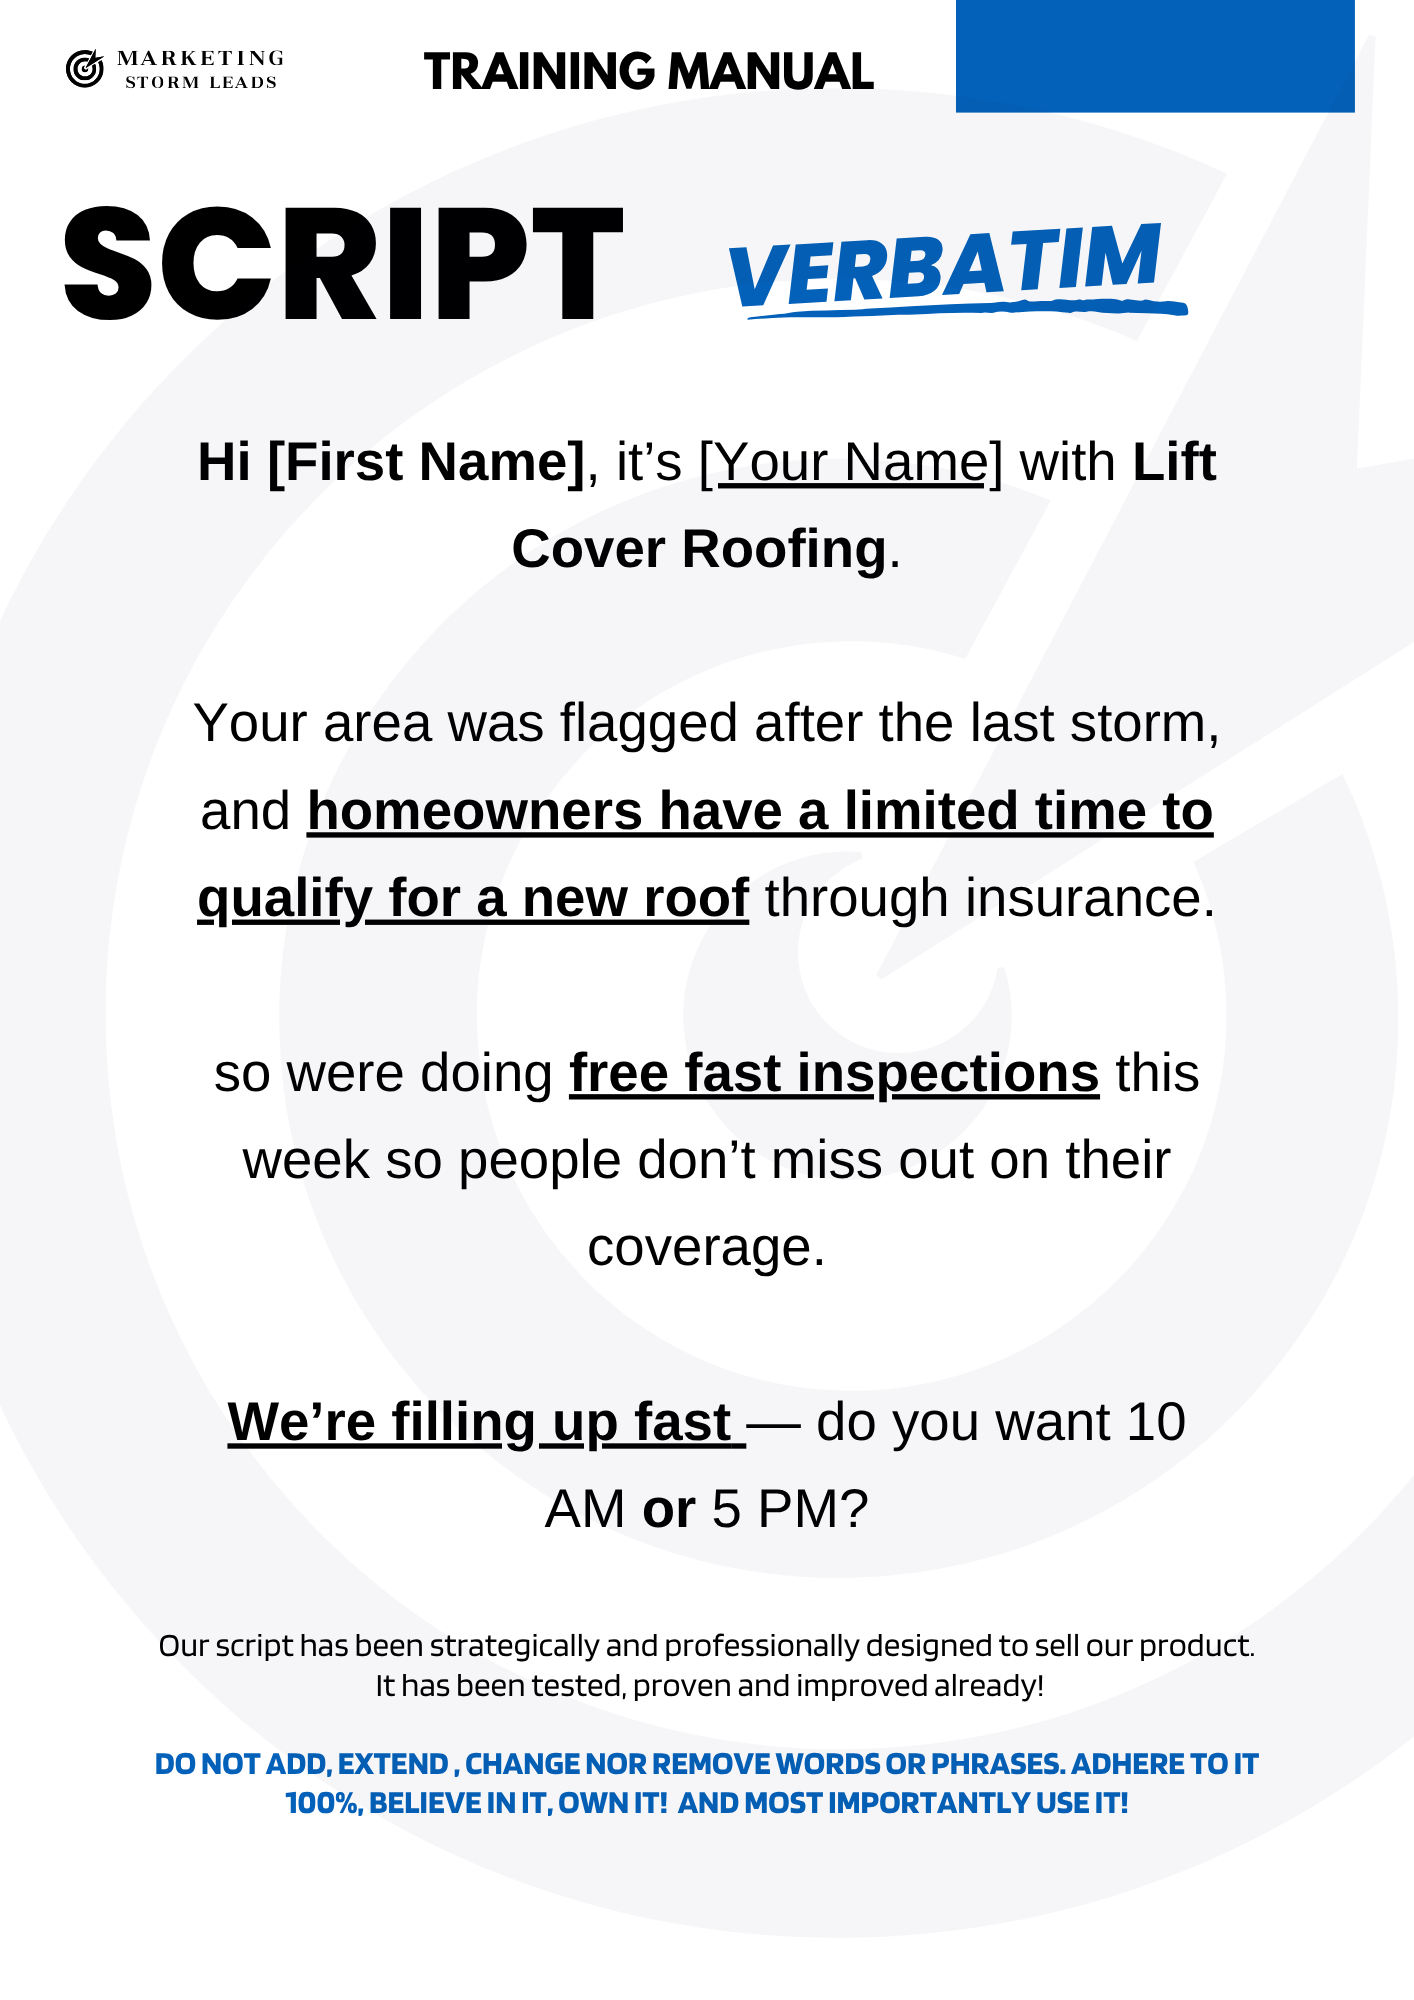 MARKETING
STORM LEADS
TRAINING MANUAL
SCRIPT
VERBATIM
Hi [First Name], it’s [Your Name] with Lift
Cover Roofing.
Your area was flagged after the last storm,
and homeowners have a limited time to
qualify for a new roof through insurance.
so were doing free fast inspections this
week so people don’t miss out on their
coverage.
We’re filling up fast — do you want 10
AM or 5 PM?
Our script has been strategically and professionally designed to sell our product.
It has been tested, proven and improved already!
DO NOT ADD, EXTEND , CHANGE NOR REMOVE WORDS OR PHRASES. ADHERE TO IT
100%, BELIEVE IN IT, OWN IT!  AND MOST IMPORTANTLY USE IT!